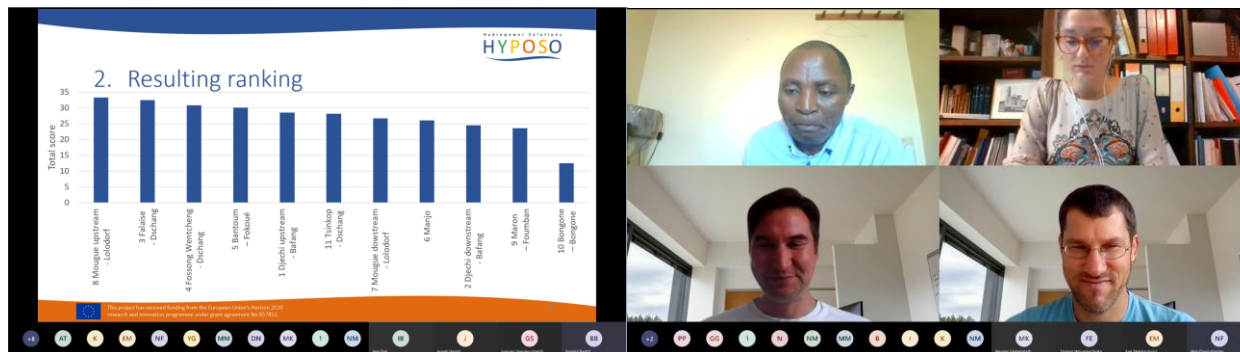 Hydropower Solutions
HYPOSO
2. Resulting ranking
Total score
35
30
25
20
15
10
5
0
8 Mougue upstream
- Lolodorf
3 Falaise
- Dschang
4 Fossong Wentcheng
- Dschang
5 Bantoum
– Fokoué
1 Djechi upstream
- Bafang
11 Tsinkop
- Dschang
7 Mougue downstream
- Lolodorf
6 Manjo
2 Djechi downstream
- Bafang
9 Maron
– Foumban
10 Bongone
– Bongone
This project has received funding from the European Union's Horizon 2020
research and innovation programme under grant agreement No 857851
+8 AT K EM NF YG MM DN MK 1 NM IB J GS BB
+2 PP GG 1 N NM MM B I K NM MK FE EM NF